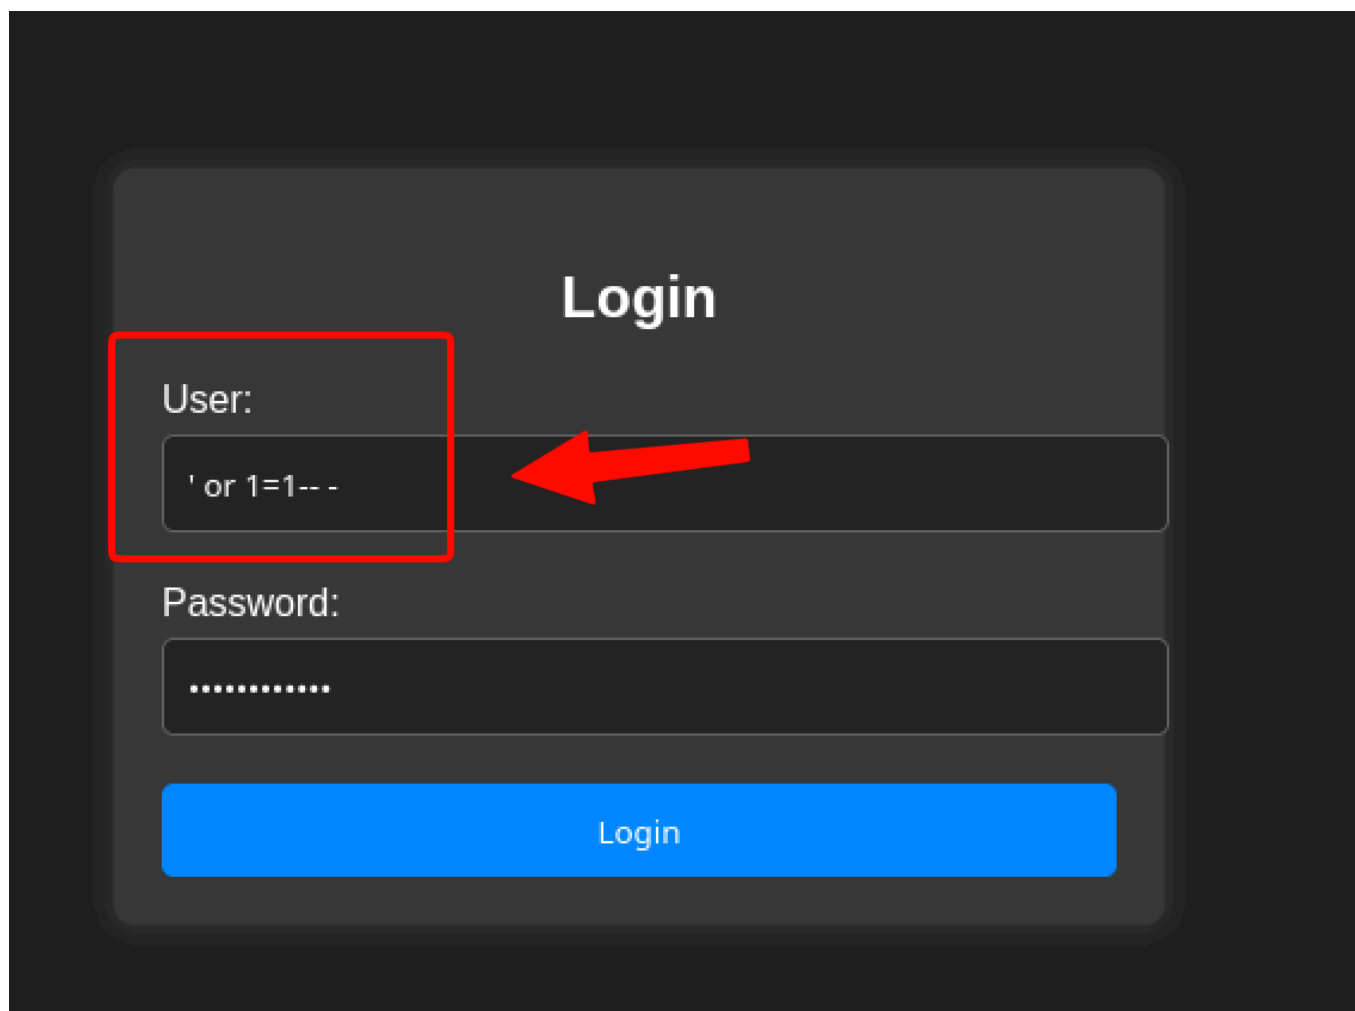 Login
User:
' or 1=1-- -
Password:
••••••••••••
Login